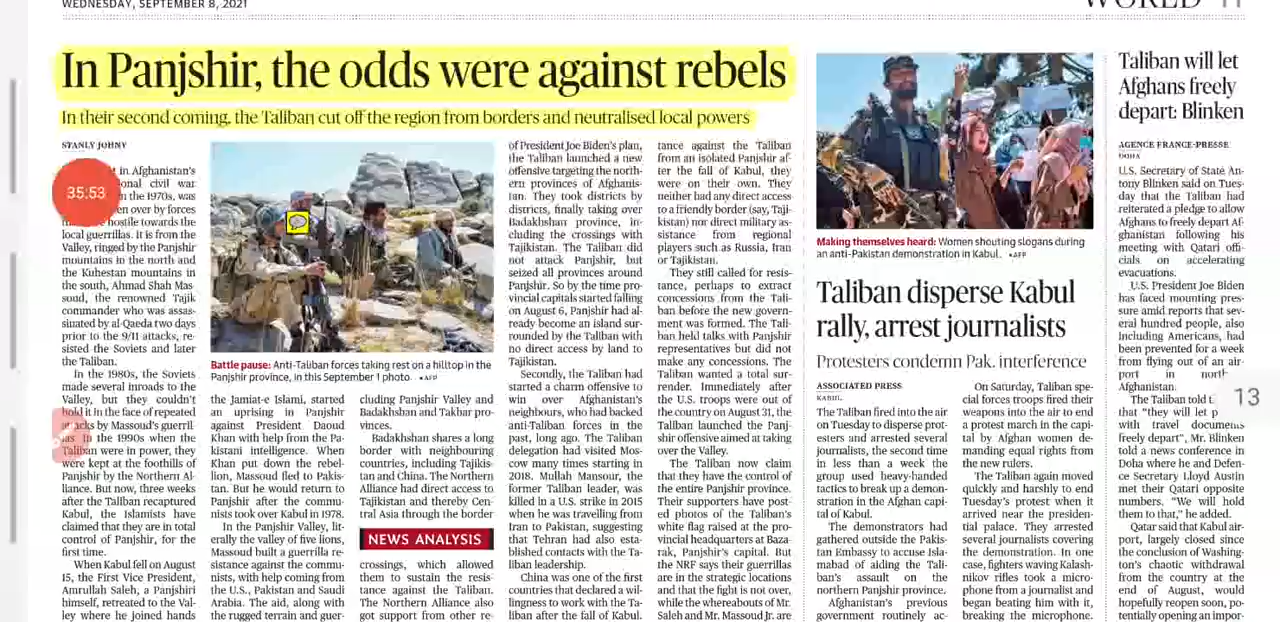 WEDNESDAY, SEPTEMBER 8, 2021
WORLD 11
In Panjshir, the odds were against rebels
In their second coming, the Taliban cut off the region from borders and neutralised local powers
STANLY JOHNY
in Afghanistan's
civil war
the 1970s, was
over by forces
hostile towards the
local guerrillas. It is from the
Valley, ringed by the Panjshir
mountains in the north and
the Kuhestan mountains in
the south, Ahmad Shah Mas-
soud, the renowned Tajik
commander who was assas-
sinated by al-Qaeda two days
prior to the 9/11 attacks, re-
sisted the Soviets and later
the Taliban.
In the 1980s, the Soviets
made several inroads to the
Valley, but they couldn't
hold it in the face of repeated
by Massoud's guerril-
In the 1990s when the
Taliban were in power, they
were kept at the foothills of
Panjshir by the Northern Al-
liance. But now, three weeks
after the Taliban recaptured
Kabul, the Islamists have
claimed that they are in total
control of Panjshir, for the
first time.
When Kabul fell on August
15, the First Vice President,
Amrullah Saleh, a Panjshiri
himself, retreated to the Val-
ley where he joined hands
35:53
Battle pause: Anti-Taliban forces taking rest on a hilltop in the
Panjshir province, in this September 1 photo. •AFP
the Jamiat-e Islami, started
an uprising in Panjshir
against President Daoud
Khan with help from the Pa-
kistani intelligence. When
Khan put down the rebel-
lion, Massoud fled to Pakis-
tan. But he would return to
Panjshir after the commu-
nists took over Kabul in 1978.
In the Panjshir Valley, lit-
erally the valley of five lions,
Massoud built a guerrilla re-
sistance against the commu-
nists, with help coming from
the U.S., Pakistan and Saudi
Arabia. The aid, along with
the rugged terrain and guer-
cluding Panjshir Valley and
Badakhshan and Takhar pro-
vinces.
Badakhshan shares a long
border with neighbouring
countries, including Tajikis-
tan and China. The Northern
Alliance had direct access to
Tajikistan and thereby Cen-
tral Asia through the border
NEWS ANALYSIS
crossings, which allowed
them to sustain the resis-
tance against the Taliban.
The Northern Alliance also
got support from other re-
of President Joe Biden's plan,
the Taliban launched a new
offensive targeting the north-
ern provinces of Afghanis-
tan. They took districts by
districts, finally taking over
Badakhshan province, in-
cluding the crossings with
Tajikistan. The Taliban did
not attack Panjshir, but
seized all provinces around
Panjshir. So by the time pro-
vincial capitals started falling
on August 6, Panjshir had al-
ready become an island sur-
rounded by the Taliban with
no direct access by land to
Tajikistan.
Secondly, the Taliban had
started a charm offensive to
win over Afghanistan's
neighbours, who had backed
anti-Taliban forces in the
past, long ago. The Taliban
delegation had visited Mos-
cow many times starting in
2018. Mullah Mansour, the
former Taliban leader, was
killed in a U.S. strike in 2015
when he was travelling from
Iran to Pakistan, suggesting
that Tehran had also esta-
blished contacts with the Ta-
liban leadership.
China was one of the first
countries that declared a wil-
lingness to work with the Ta-
liban after the fall of Kabul.
tance against the Taliban
from an isolated Panjshir af-
ter the fall of Kabul, they
were on their own. They
neither had any direct access
to a friendly border (say, Taji-
kistan) nor direct military as-
sistance from regional
players such as Russia, Iran
or Tajikistan.
They still called for resis-
tance, perhaps to extract
concessions from the Tali-
ban before the new govern-
ment was formed. The Tali-
ban held talks with Panjshir
representatives but did not
make any concessions. The
Taliban wanted a total sur-
render. Immediately after
the U.S. troops were out of the
country on August 31, the
Taliban launched the Panj-
shir offensive aimed at taking
over the Valley.
The Taliban now claim
that they have the control of
the entire Panjshir province.
Their supporters have post-
ed photos of the Taliban's
white flag raised at the pro-
vincial headquarters at Baza-
rak, Panjshir's capital. But
the NRF says their guerrillas
are in the strategic locations
and that the fight is not over,
while the whereabouts of Mr.
Saleh and Mr. Massoud Jr. are
Making themselves heard: Women shouting slogans during
an anti-Pakistan demonstration in Kabul. •AFP
Taliban disperse Kabul
rally, arrest journalists
Protesters condemn Pak. interference
ASSOCIATED PRESS
KABUL
The Taliban fired into the air
on Tuesday to disperse prot-
esters and arrested several
journalists, the second time
in less than a week the
group used heavy-handed
tactics to break up a demon-
stration in the Afghan capi-
tal of Kabul.
The demonstrators had
gathered outside the Pakis-
tan Embassy to accuse Isla-
mabad of aiding the Tali-
ban's assault on the
northern Panjshir province.
Afghanistan's previous
government routinely ac-
On Saturday, Taliban spe-
cial forces troops fired their
weapons into the air to end
a protest march in the capi-
tal by Afghan women de-
manding equal rights from
the new rulers.
The Taliban again moved
quickly and harshly to end
Tuesday's protest when it
arrived near the presiden-
tial palace. They arrested
several journalists covering
the demonstration. In one
case, fighters waving Kalash-
nikov rifles took a micro-
phone from a journalist and
began beating him with it,
breaking the microphone.
Taliban will let
Afghans freely
depart: Blinken
AGENCE FRANCE-PRESSE
DOHA
U.S. Secretary of State An-
tony Blinken said on Tues-
day that the Taliban had
reiterated a pledge to allow
Afghans to freely depart Af-
ghanistan following his
meeting with Qatari offi-
cials on accelerating
evacuations.
U.S. President Joe Biden
has faced mounting pres-
sure amid reports that sev-
eral hundred people, also
including Americans, had
been prevented for a week
from flying out of an air-
port in
Afghanistan.
The Taliban told
that "they will let
with travel documents
freely depart", Mr. Blinken
told a news conference in
Doha where he and Defen-
ce Secretary Lloyd Austin
met their Qatari opposite
numbers. "We will hold
them to that," he added.
Qatar said that Kabul air-
port, largely closed since
the conclusion of Washing-
ton's chaotic withdrawal
from the country at the
end of August, would
hopefully reopen soon, po-
tentially opening an impor-
13